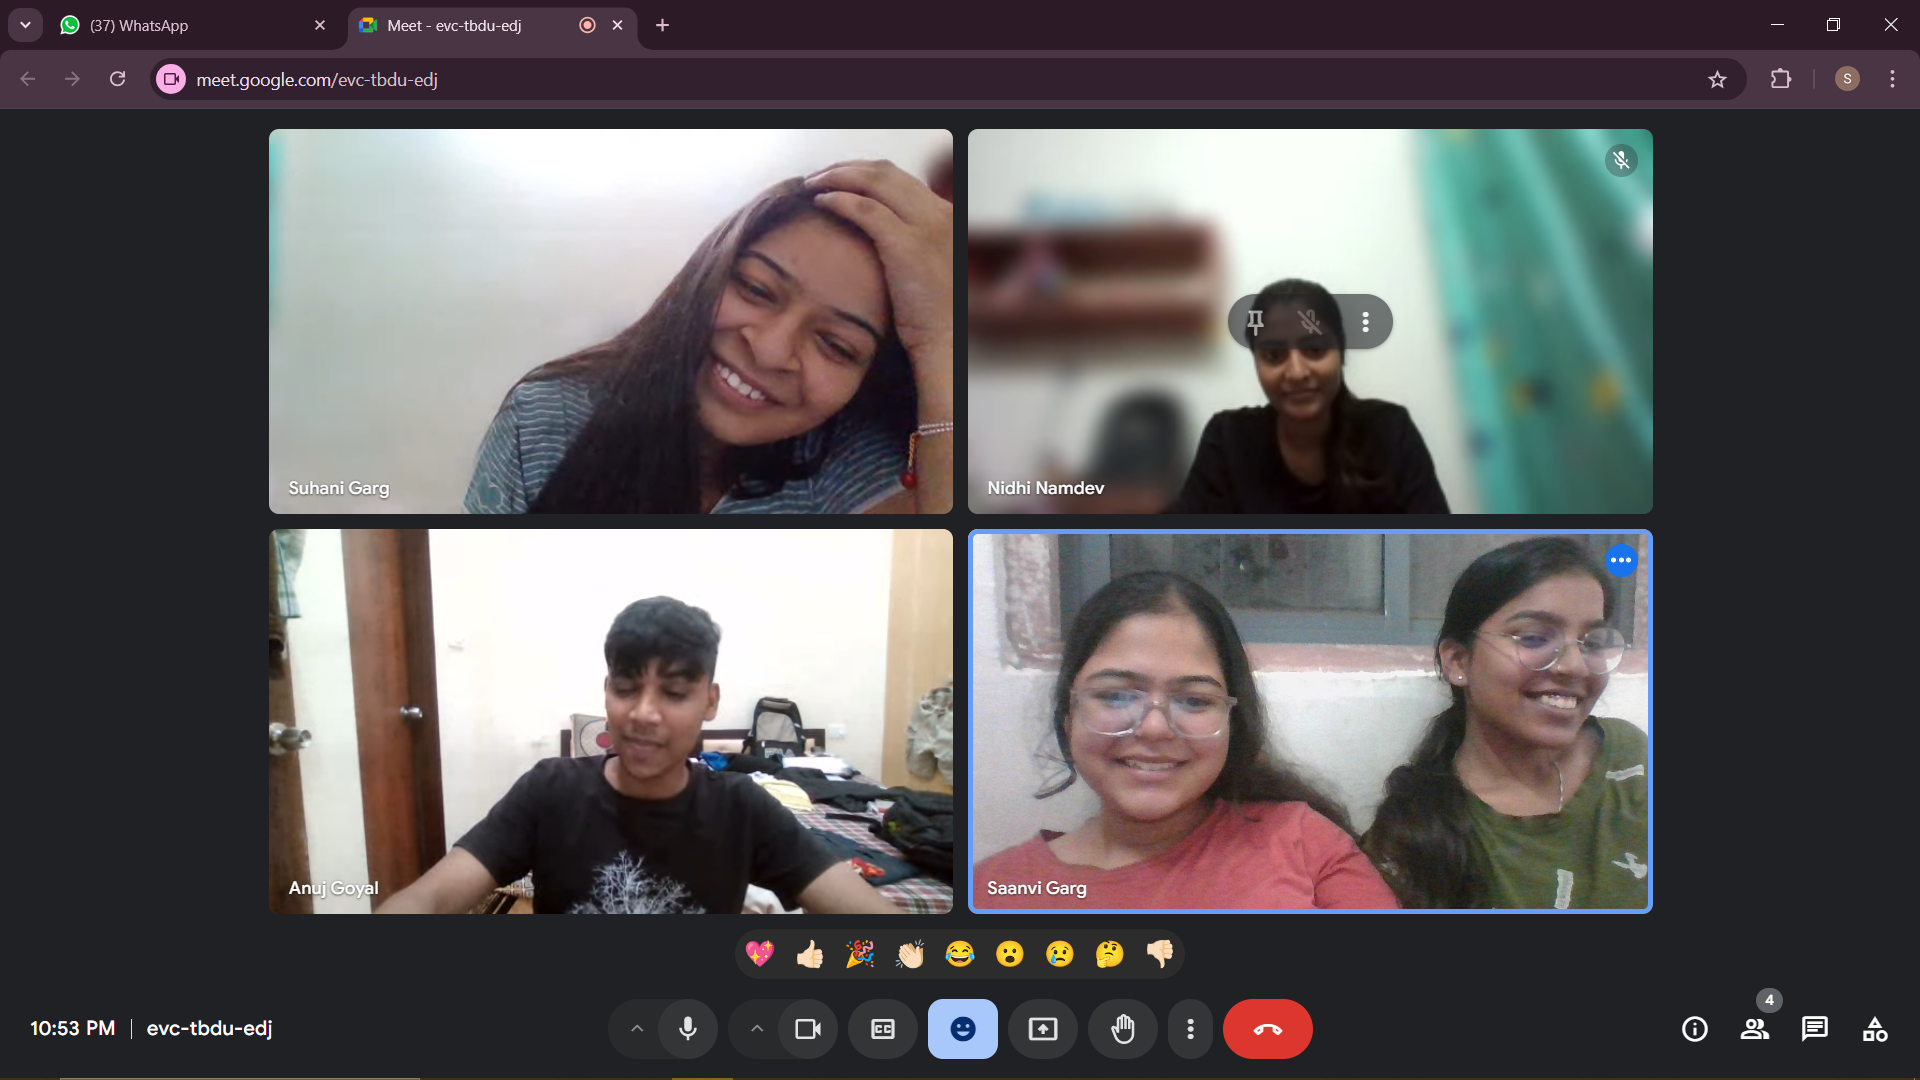 (37) WhatsApp
Meet - evc-tbdu-edj
meet.google.com/evc-tbdu-edj
S
Suhani Garg
Nidhi Namdev
Anuj Goyal
Saanvi Garg
10:53 PM | evc-tbdu-edj
CC
4